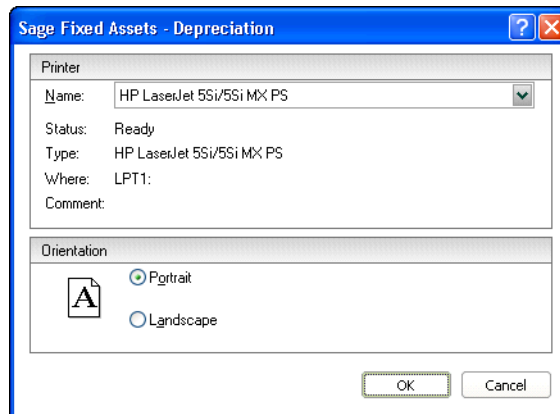 Sage Fixed Assets - Depreciation
Printer
Name: HP LaserJet 5Si/5Si MX PS
Status: Ready
Type: HP LaserJet 5Si/5Si MX PS
Where: LPT1:
Comment:
Orientation
A
Portrait
Landscape
OK Cancel